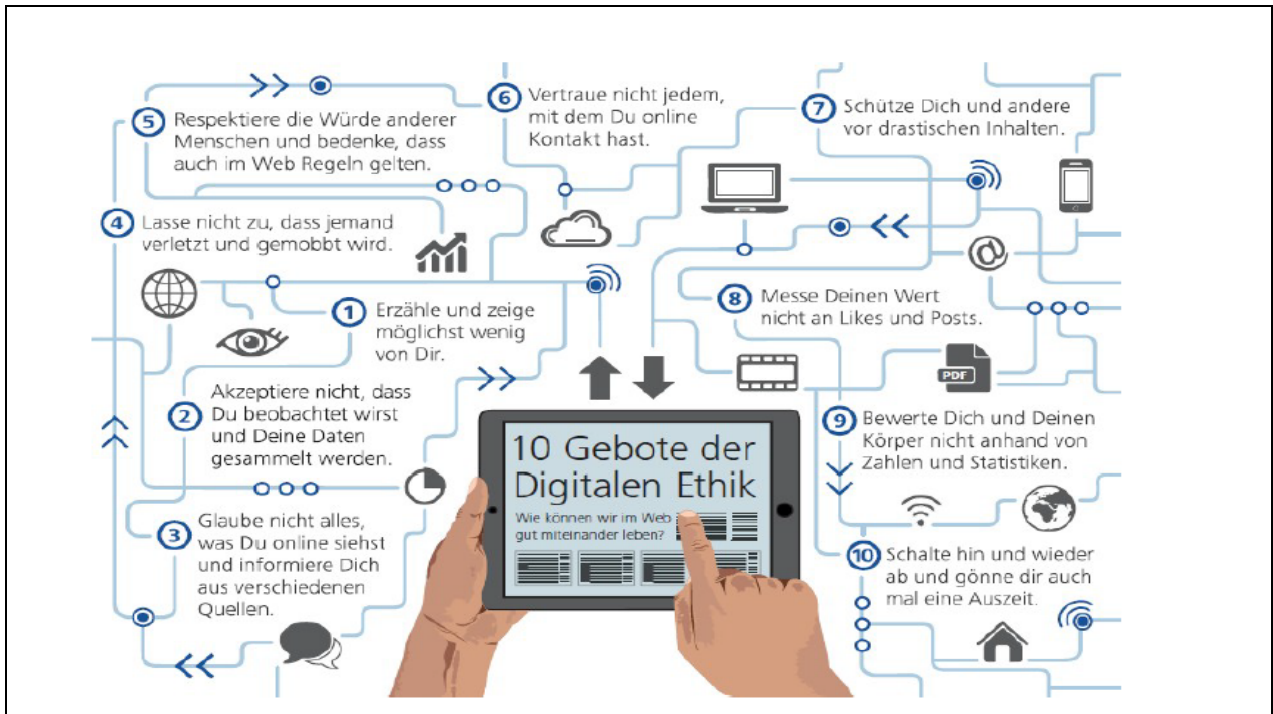 10 Gebote der
Digitalen Ethik
Wie können wir im Web
gut miteinander leben?
1
Erzähle und zeige
möglichst wenig
von Dir.
2
Akzeptiere nicht, dass
Du beobachtet wirst
und Deine Daten
gesammelt werden.
3
Glaube nicht alles,
was Du online siehst
und informiere Dich
aus verschiedenen
Quellen.
4
Lasse nicht zu, dass jemand
verletzt und gemobbt wird.
5
Respektiere die Würde anderer
Menschen und bedenke, dass
auch im Web Regeln gelten.
6
Vertraue nicht jedem,
mit dem Du online
Kontakt hast.
7
Schütze Dich und andere
vor drastischen Inhalten.
@
8
Messe Deinen Wert
nicht an Likes und Posts.
PDF
9
Bewerte Dich und Deinen
Körper nicht anhand von
Zahlen und Statistiken.
10
Schalte hin und wieder
ab und gönne dir auch
mal eine Auszeit.